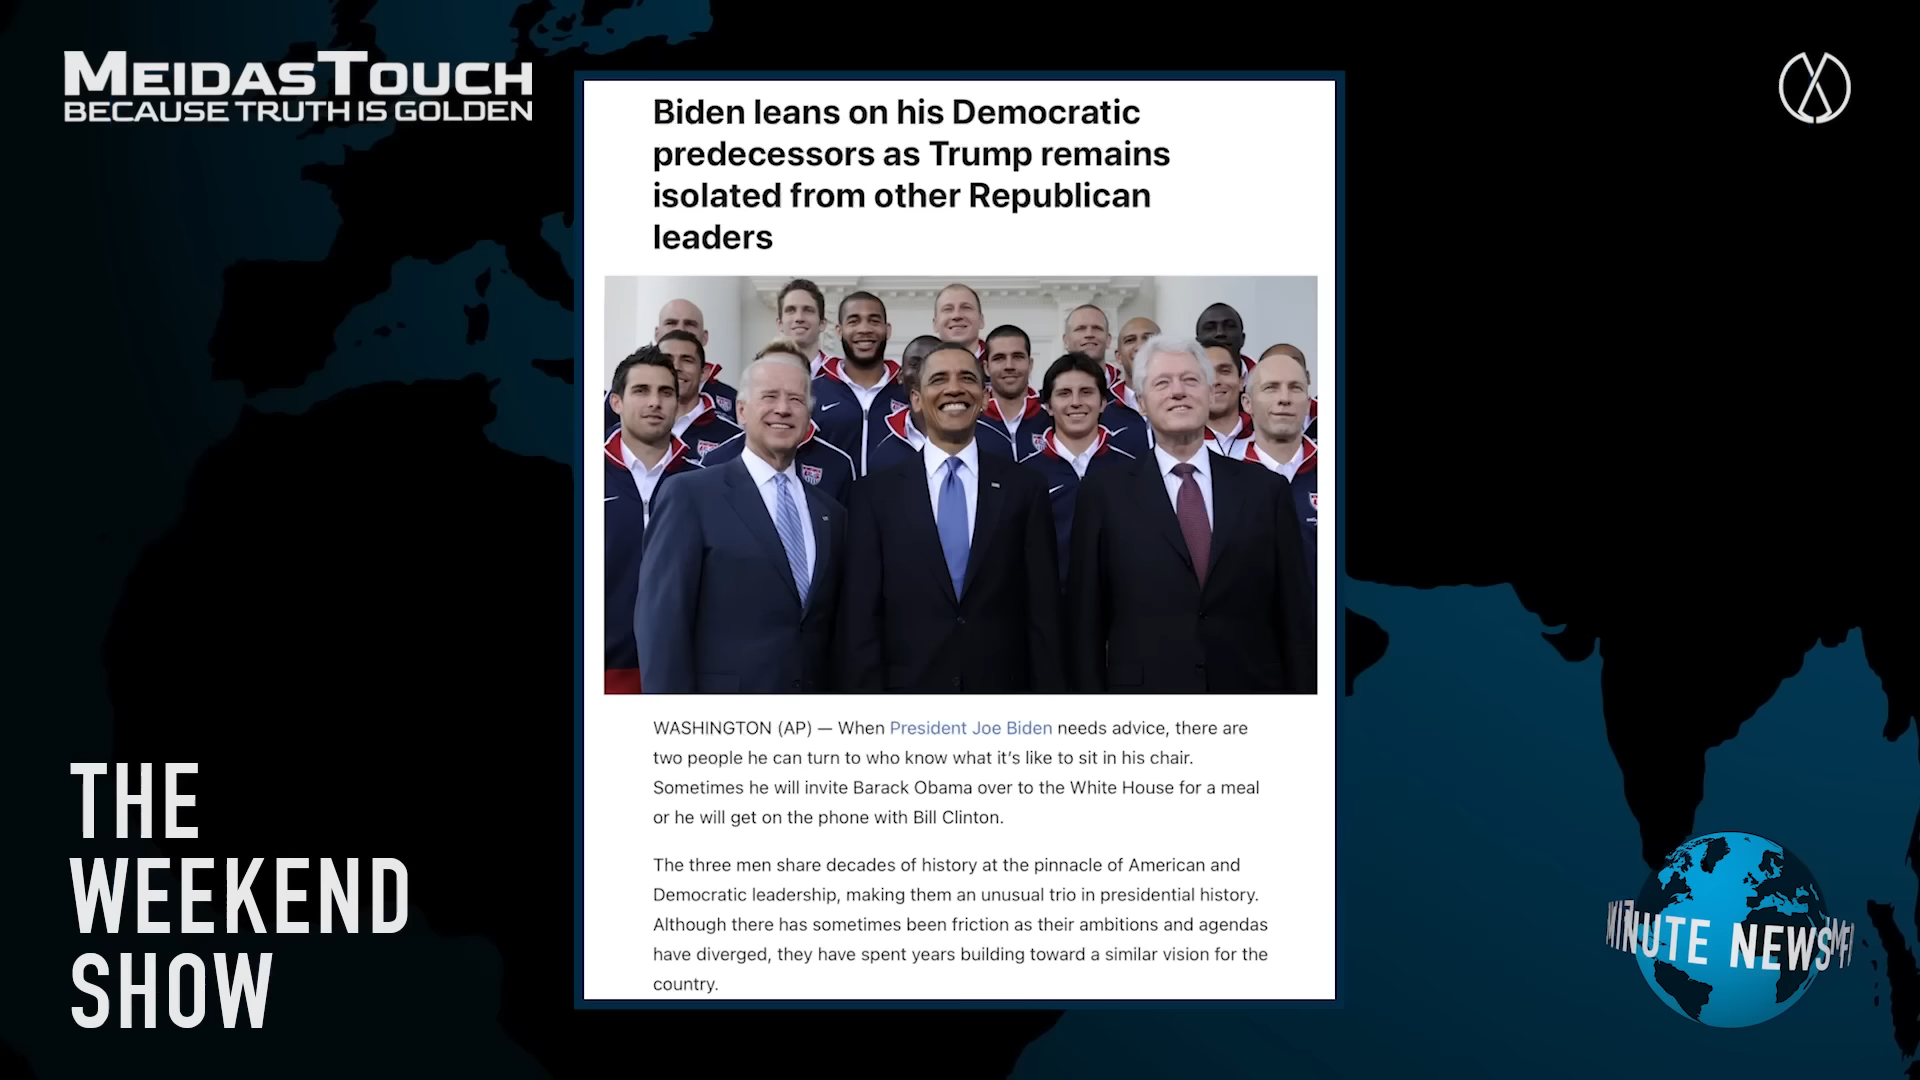 MEIDASTOUCH
BECAUSE TRUTH IS GOLDEN
Biden leans on his Democratic
predecessors as Trump remains
isolated from other Republican
leaders
WASHINGTON (AP) — When President Joe Biden needs advice, there are
two people he can turn to who know what it’s like to sit in his chair.
Sometimes he will invite Barack Obama over to the White House for a meal
or he will get on the phone with Bill Clinton.
The three men share decades of history at the pinnacle of American and
Democratic leadership, making them an unusual trio in presidential history.
Although there has sometimes been friction as their ambitions and agendas
have diverged, they have spent years building toward a similar vision for the
country.
THE
WEEKEND
SHOW
MINUTE NEWS